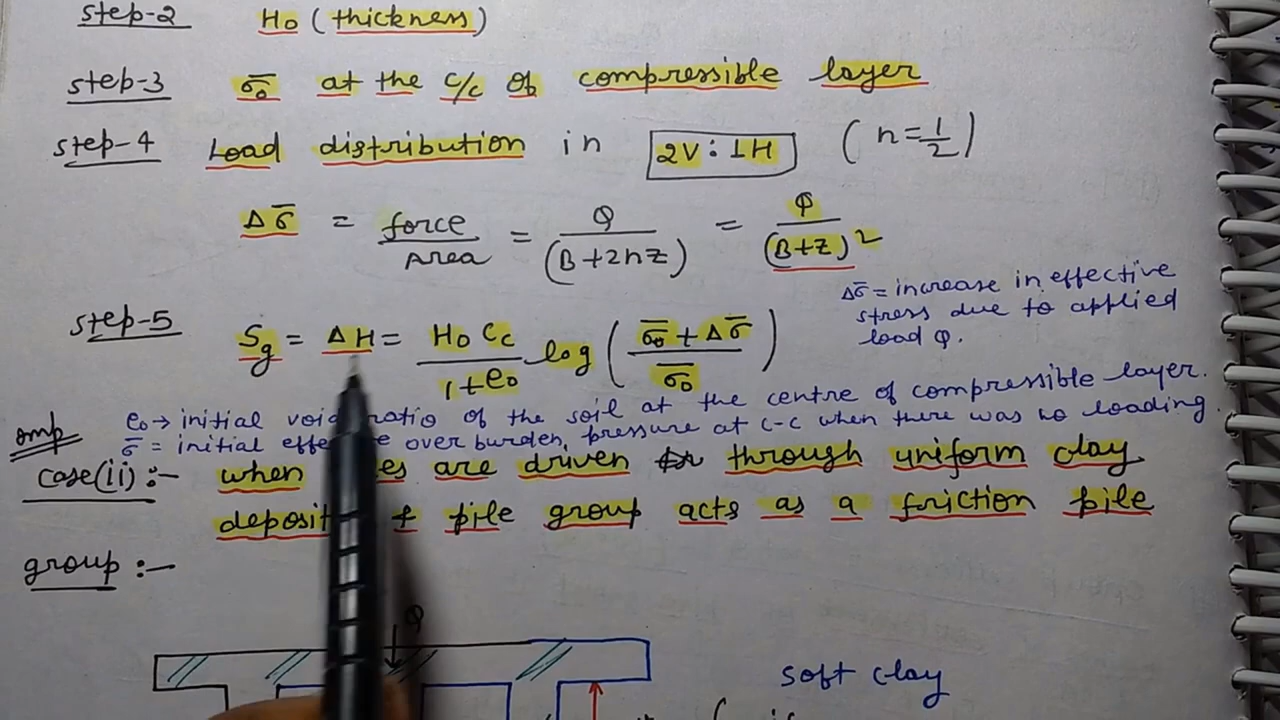 step-2 H₀ (thickness)
step-3 σ̅₀ at the c/c of compressible layer
step-4 Load distribution in 2V:1H (n=1/2)
Δσ̅ = force/Area = Q/(B+2nz) = Q/(B+z)²
Δσ̅ = increase in effective
stress due to applied
load Q.
step-5 Sg = ΔH = H₀Cc/1+e₀ log (σ̅₀+Δσ̅/σ̅₀)
e₀ → initial void ratio of the soil at the centre of compressible layer.
omp σ̅ = initial over burden, pressure at c-c when there was no loading.
case(ii):- when are driven through uniform clay
deposit & pile group acts as a friction pile
group :-
Q
soft clay